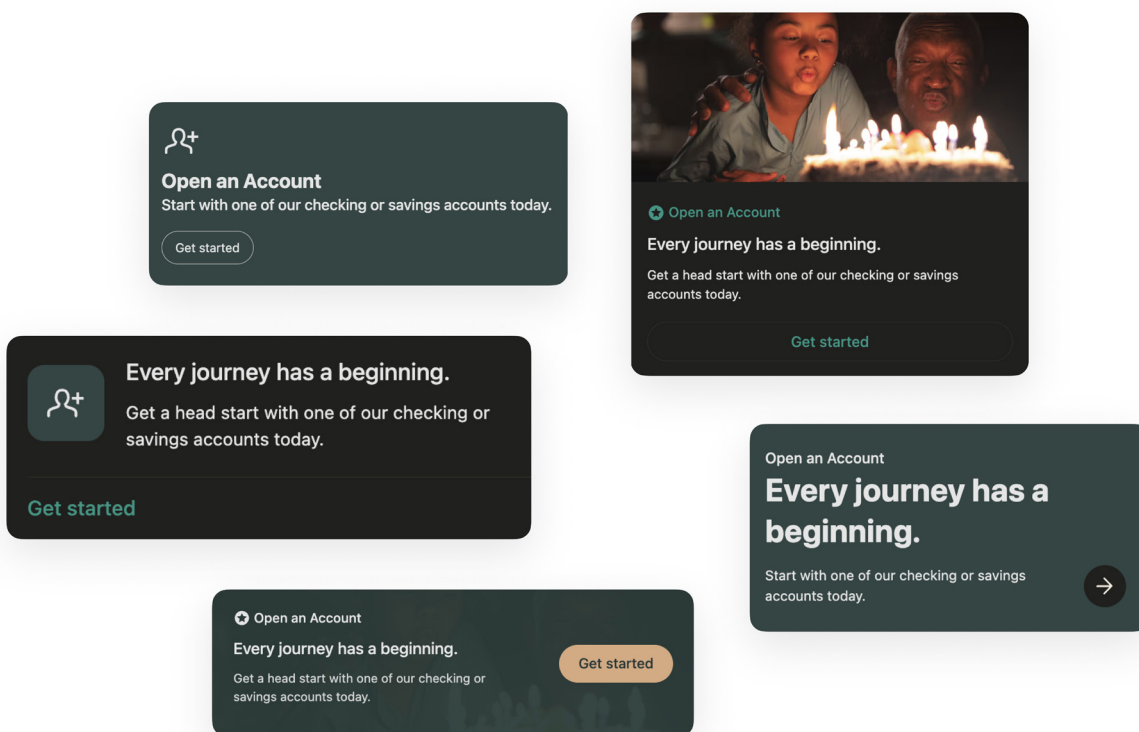 Open an Account
Start with one of our checking or savings accounts today.
Get started
Open an Account
Every journey has a beginning.
Get a head start with one of our checking or savings
accounts today.
Get started
Every journey has a beginning.
Get a head start with one of our checking or
savings accounts today.
Get started
Open an Account
Every journey has a
beginning.
Start with one of our checking or savings
accounts today.
Open an Account
Every journey has a beginning.
Get a head start with one of our checking or
savings accounts today.
Get started